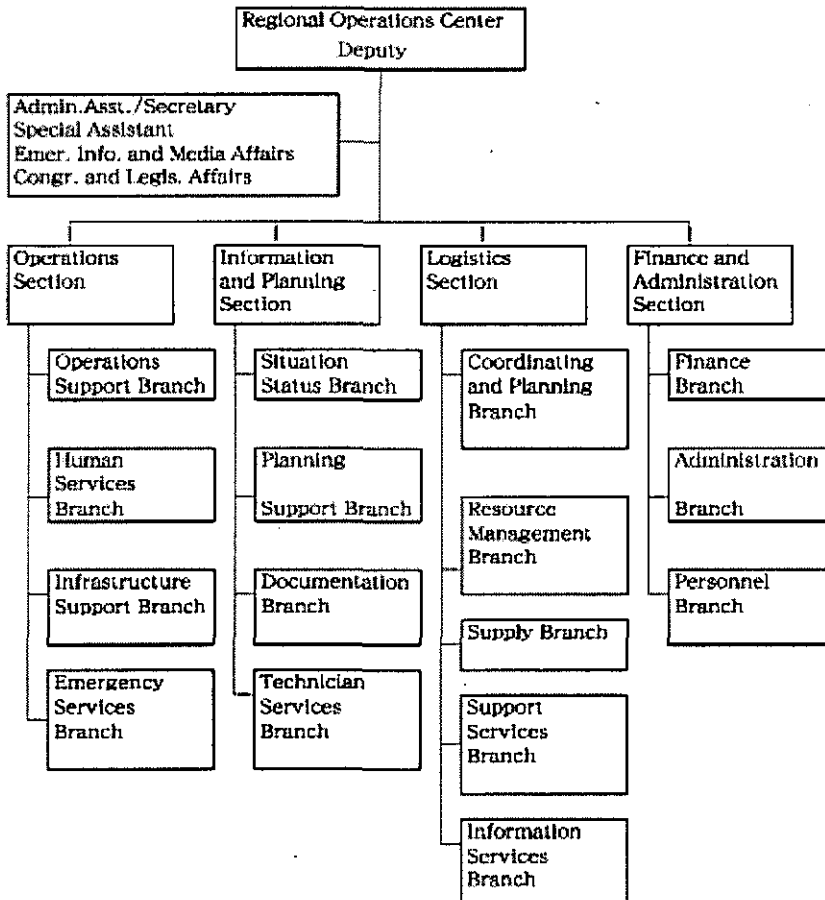 Regional Operations Center
Deputy
Admin.Asst./Secretary
Special Assistant
Emer. Info. and Media Affairs
Congr. and Legis. Affairs
Operations
Section
Information
and Planning
Section
Logistics
Section
Finance and
Administration
Section
Operations
Support Branch
Human
Services
Branch
Infrastructure
Support Branch
Emergency
Services
Branch
Situation
Status Branch
Planning
Support Branch
Documentation
Branch
Technician
Services
Branch
Coordinating
and Planning
Branch
Resource
Management
Branch
Supply Branch
Support
Services
Branch
Information
Services
Branch
Finance
Branch
Administration
Branch
Personnel
Branch